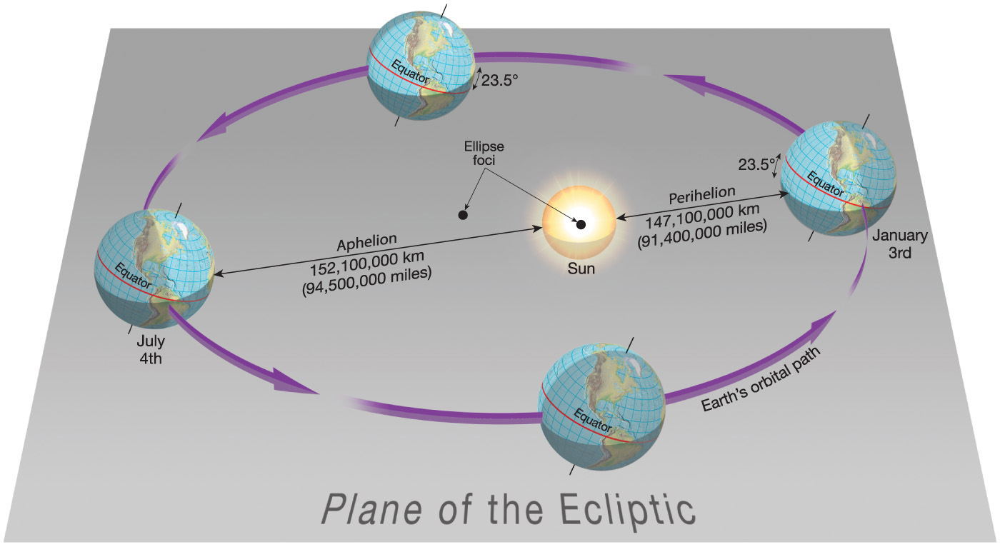 Equator
23.5°
Ellipse
foci
23.5°
Equator
Perihelion
147,100,000 km
(91,400,000 miles)
January
3rd
Aphelion
152,100,000 km
(94,500,000 miles)
Sun
Equator
July
4th
Earth's orbital path
Equator
Plane of the Ecliptic